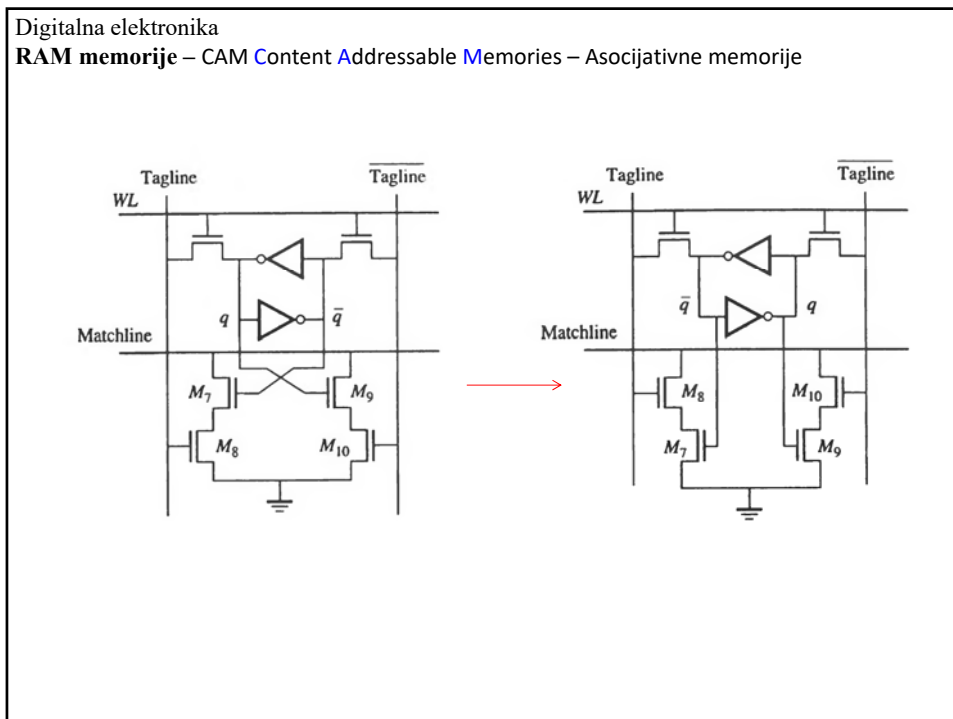 Digitalna elektronika
RAM memorije – CAM Content Addressable Memories – Asocijativne memorije
Tagline
Tagline
WL
q
q̄
Matchline
M7
M9
M8
M10
Tagline
Tagline
WL
q̄
q
Matchline
M8
M10
M7
M9